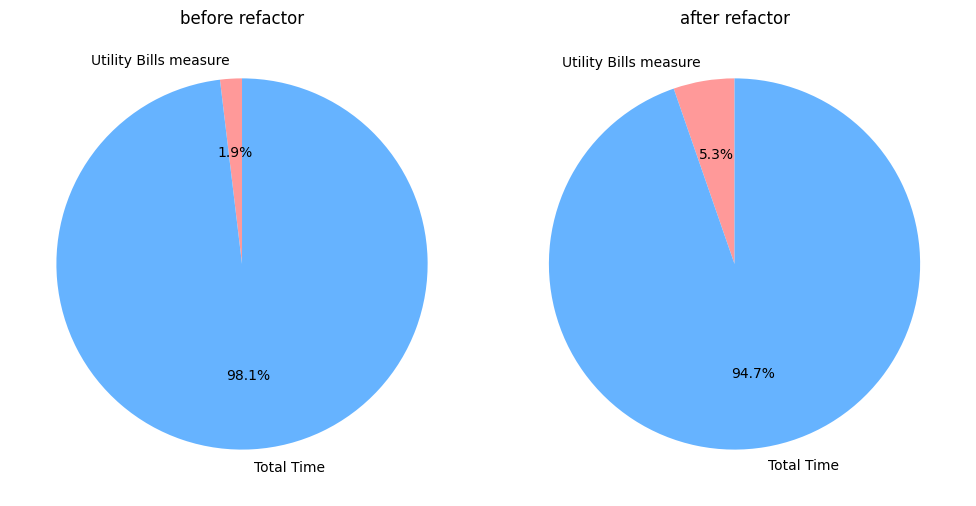 before refactor
Utility Bills measure
1.9%
98.1%
Total Time
after refactor
Utility Bills measure
5.3%
94.7%
Total Time